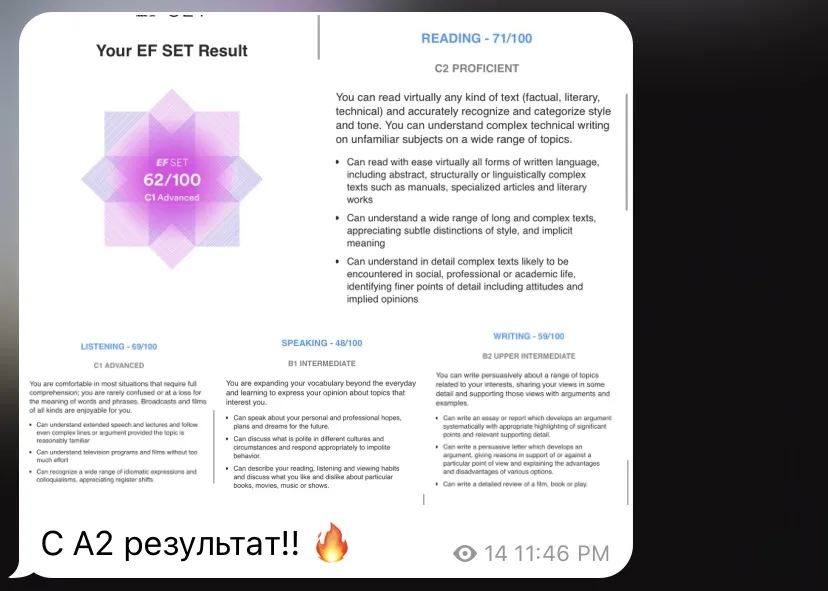 Your EF SET Result
EF SET
62/100
C1 Advanced
READING - 71/100
C2 PROFICIENT
You can read virtually any kind of text (factual, literary,
technical) and accurately recognize and categorize style
and tone. You can understand complex technical writing
on unfamiliar subjects on a wide range of topics.
• Can read with ease virtually all forms of written language,
including abstract, structurally or linguistically complex
texts such as manuals, specialized articles and literary
works
• Can understand a wide range of long and complex texts,
appreciating subtle distinctions of style, and implicit
meaning
• Can understand in detail complex texts likely to be
encountered in social, professional or academic life,
identifying finer points of detail including attitudes and
implied opinions
LISTENING - 69/100
C1 ADVANCED
You are comfortable in most situations that require full
comprehension; you are rarely confused or at a loss for
the meaning of words and phrases. Broadcasts and films
of all kinds are enjoyable for you.
• Can understand extended speech and lectures and follow
even complex lines or argument provided the topic is
reasonably familiar
• Can understand television programs and films without too
much effort
• Can recognize a wide range of idiomatic expressions and
colloquialisms, appreciating register shifts
SPEAKING - 48/100
B1 INTERMEDIATE
You are expanding your vocabulary beyond the everyday
and learning to express your opinion about topics that
interest you.
• Can speak about your personal and professional hopes,
plans and dreams for the future.
• Can discuss what is polite in different cultures and
circumstances and respond appropriately to impolite
behavior.
• Can describe your reading, listening and viewing habits
and discuss what you like and dislike about particular
books, movies, music or shows.
WRITING - 59/100
B2 UPPER INTERMEDIATE
You can write persuasively about a range of topics
related to your interests, sharing your views in some
detail and supporting those views with arguments and
examples.
• Can write an essay or report which develops an argument
systematically with appropriate highlighting of significant
points and relevant supporting detail.
• Can write a persuasive letter which develops an
argument, giving reasons in support of or against a
particular point of view and explaining the advantages
and disadvantages of various options.
• Can write a detailed review of a film, book or play.
С А2 результат!! 🔥
14 11:46 PM